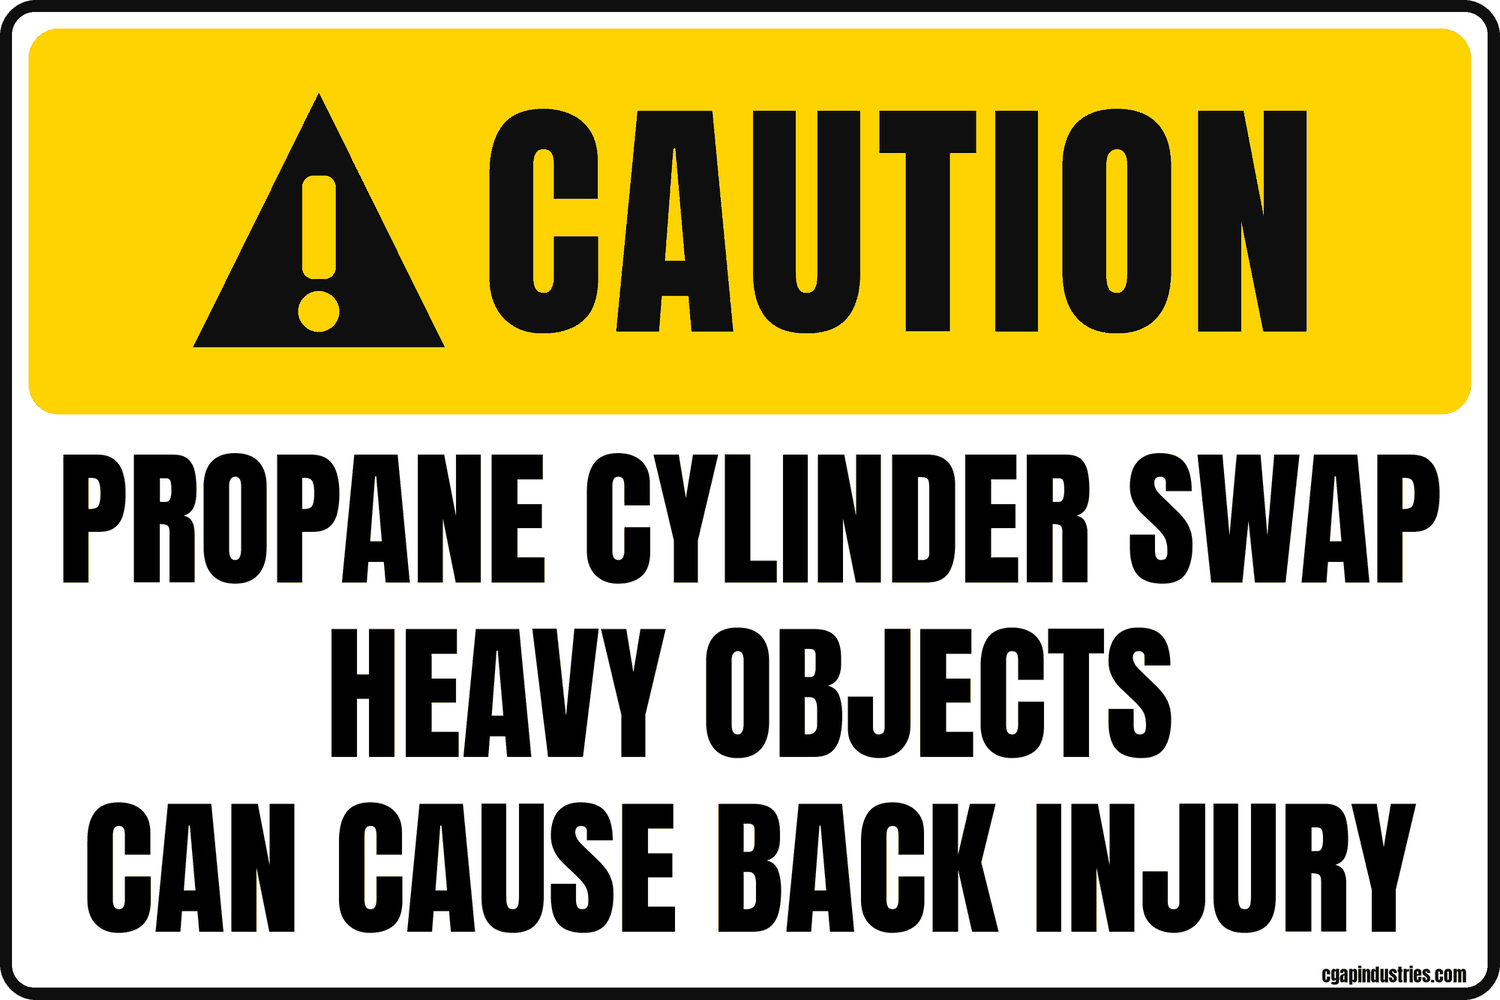 CAUTION
PROPANE CYLINDER SWAP
HEAVY OBJECTS
CAN CAUSE BACK INJURY
cgapindustries.com